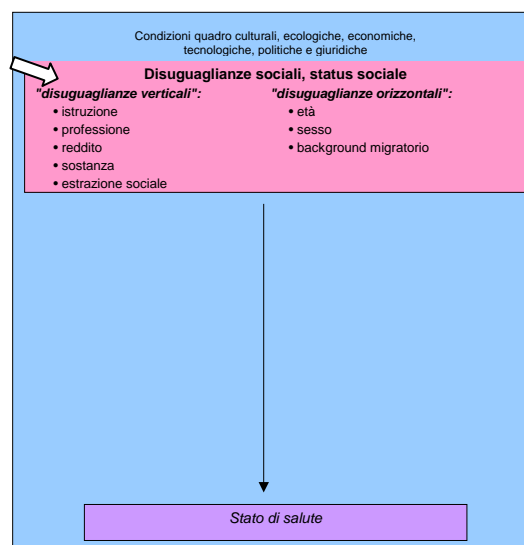 Condizioni quadro culturali, ecologiche, economiche,
tecnologiche, politiche e giuridiche
Disuguaglianze sociali, status sociale
"disuguaglianze verticali":
• istruzione
• professione
• reddito
• sostanza
• estrazione sociale
"disuguaglianze orizzontali":
• età
• sesso
• background migratorio
Stato di salute